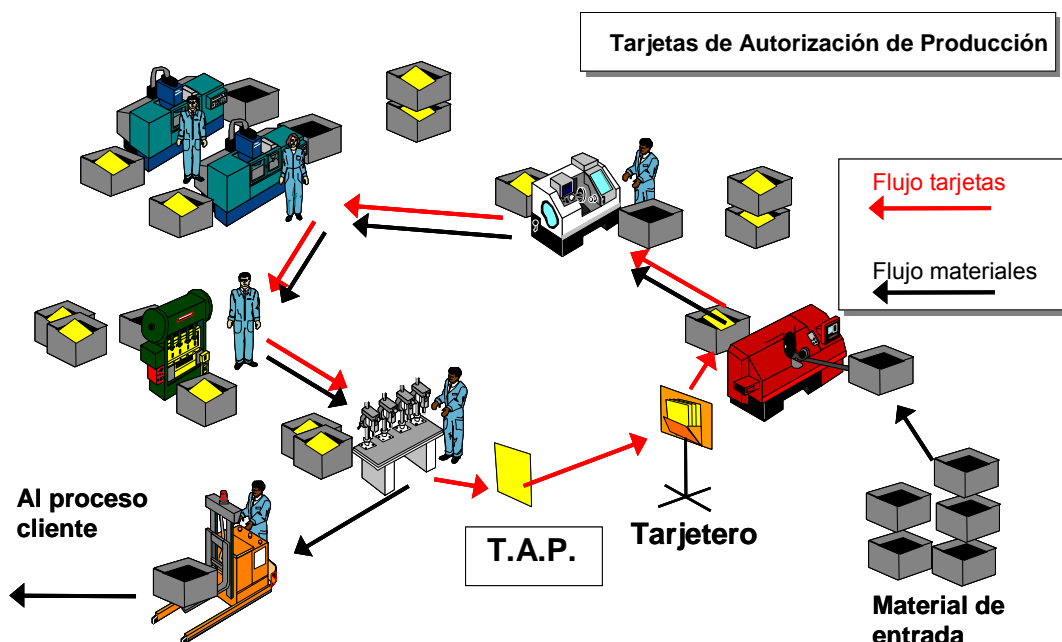 Tarjetas de Autorización de Producción
Flujo tarjetas
Flujo materiales
Al proceso
cliente
T.A.P.
Tarjetero
Material de
entrada